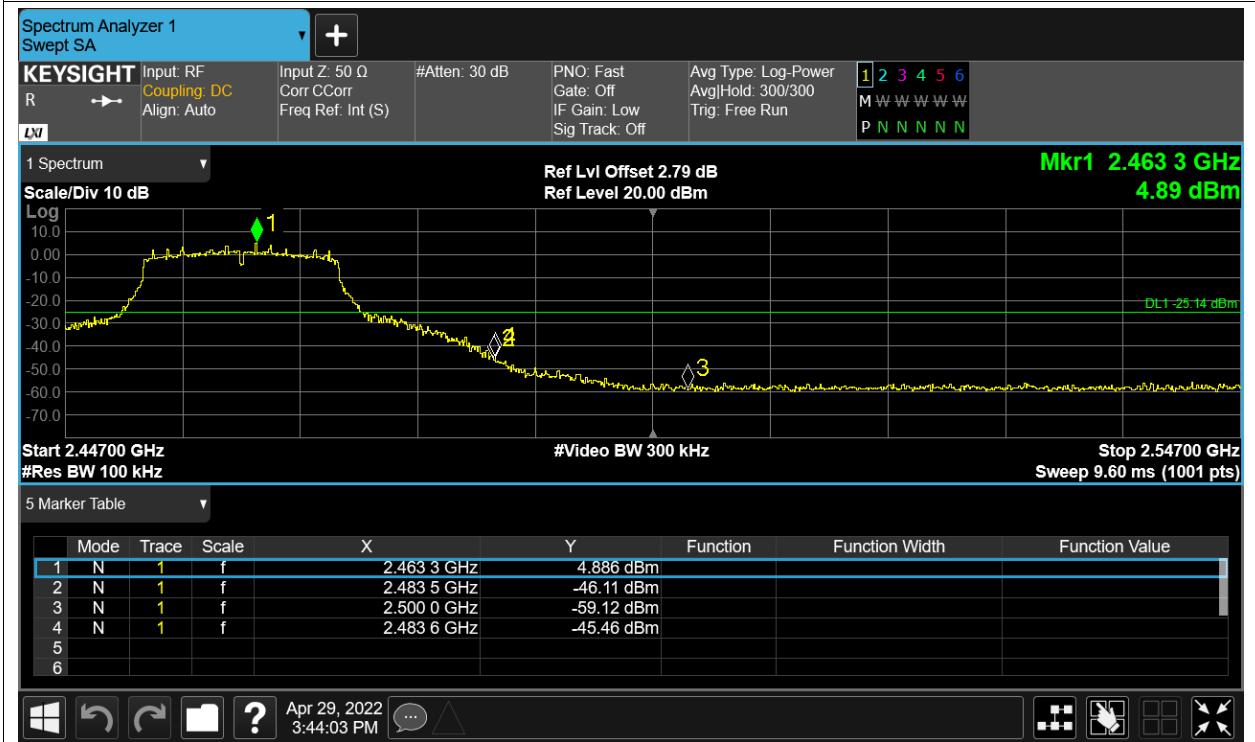 Spectrum Analyzer 1
Swept SA
+
KEYSIGHT Input: RF Input Z: 50 Ω #Atten: 30 dB PNO: Fast Avg Type: Log-Power 1 2 3 4 5 6
R Coupling: DC Corr CCorr Gate: Off Avg|Hold: 300/300 M W W W W W
Align: Auto Freq Ref: Int (S) IF Gain: Low Trig: Free Run
LXI Sig Track: Off P N N N N N
1 Spectrum Ref Lvl Offset 2.79 dB Mkr1 2.463 3 GHz
Scale/Div 10 dB Ref Level 20.00 dBm 4.89 dBm
Log
1
10.0
0.00
-10.0
-20.0
DL1 -25.14 dBm
-30.0
-40.0
-50.0
3
-60.0
-70.0
Start 2.44700 GHz #Video BW 300 kHz Stop 2.54700 GHz
#Res BW 100 kHz Sweep 9.60 ms (1001 pts)
5 Marker Table
Mode Trace Scale X Y Function Function Width Function Value
1 N 1 f 2.463 3 GHz 4.886 dBm
2 N 1 f 2.483 5 GHz -46.11 dBm
3 N 1 f 2.500 0 GHz -59.12 dBm
4 N 1 f 2.483 6 GHz -45.46 dBm
5
6
? Apr 29, 2022
3:44:03 PM